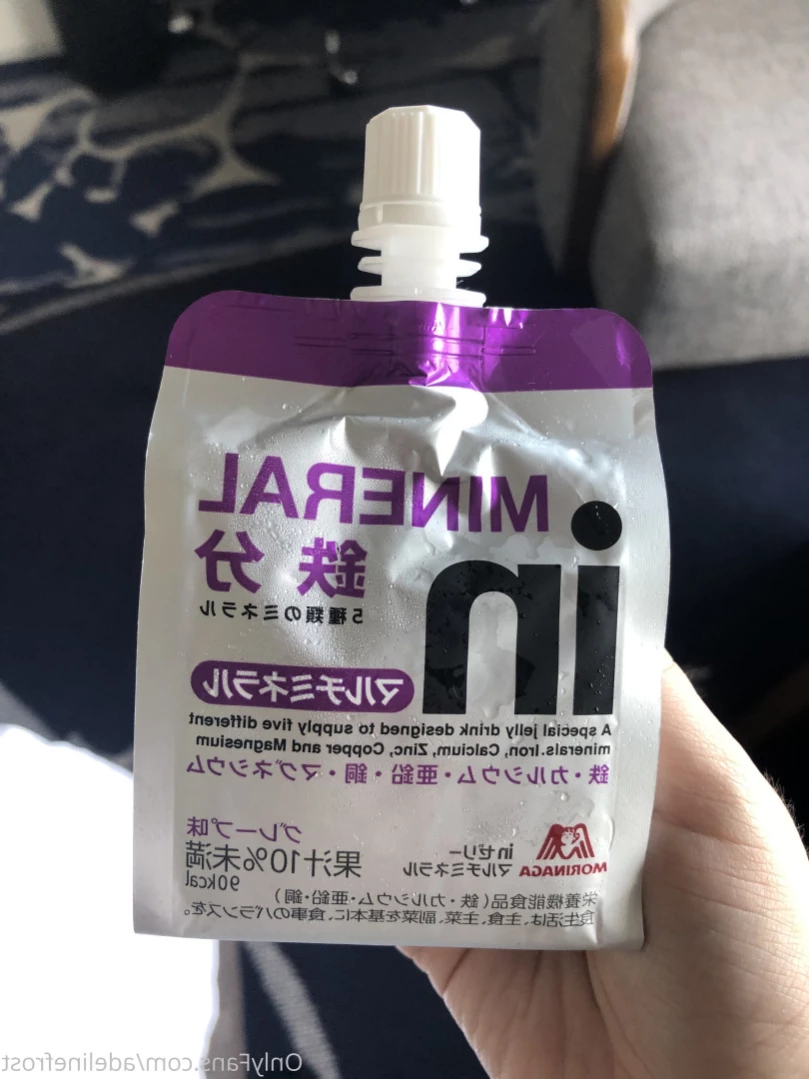 MINERAL
in
鉄分
5種類のミネラル
マルチミネラル
A special jelly drink designed to supply five different
minerals.Iron, Calcium, Zinc, Copper and Magnesium
鉄・カルシウム・亜鉛・銅・マグネシウム
MORINAGA
inゼリー
マルチミネラル
グレープ味
果汁10%未満
90kcal
栄養機能食品(鉄・カルシウム・亜鉛・銅)
食生活は、主食、主菜、副菜を基本に、食事のバランスを。
OnlyFans.com/adelinefrost